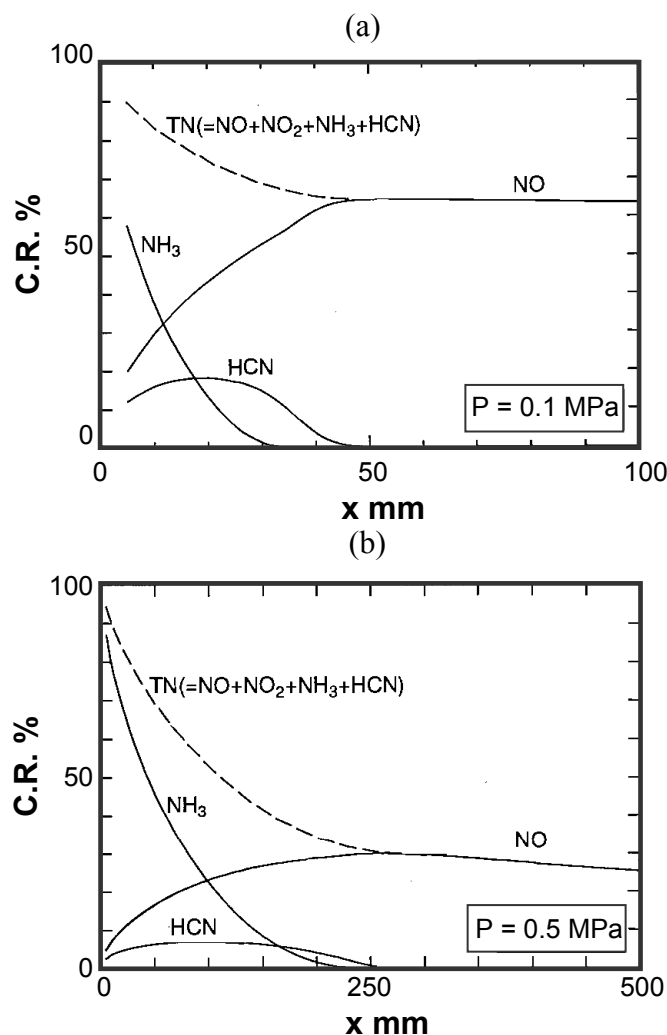 (a)
100
TN(=NO+NO₂+NH₃+HCN)
NO
NH₃
50
HCN
P = 0.1 MPa
0
0 50 100
C.R. %
x mm
(b)
100
TN(=NO+NO₂+NH₃+HCN)
50
NH₃
NO
HCN
P = 0.5 MPa
0
0 250 500
C.R. %
x mm